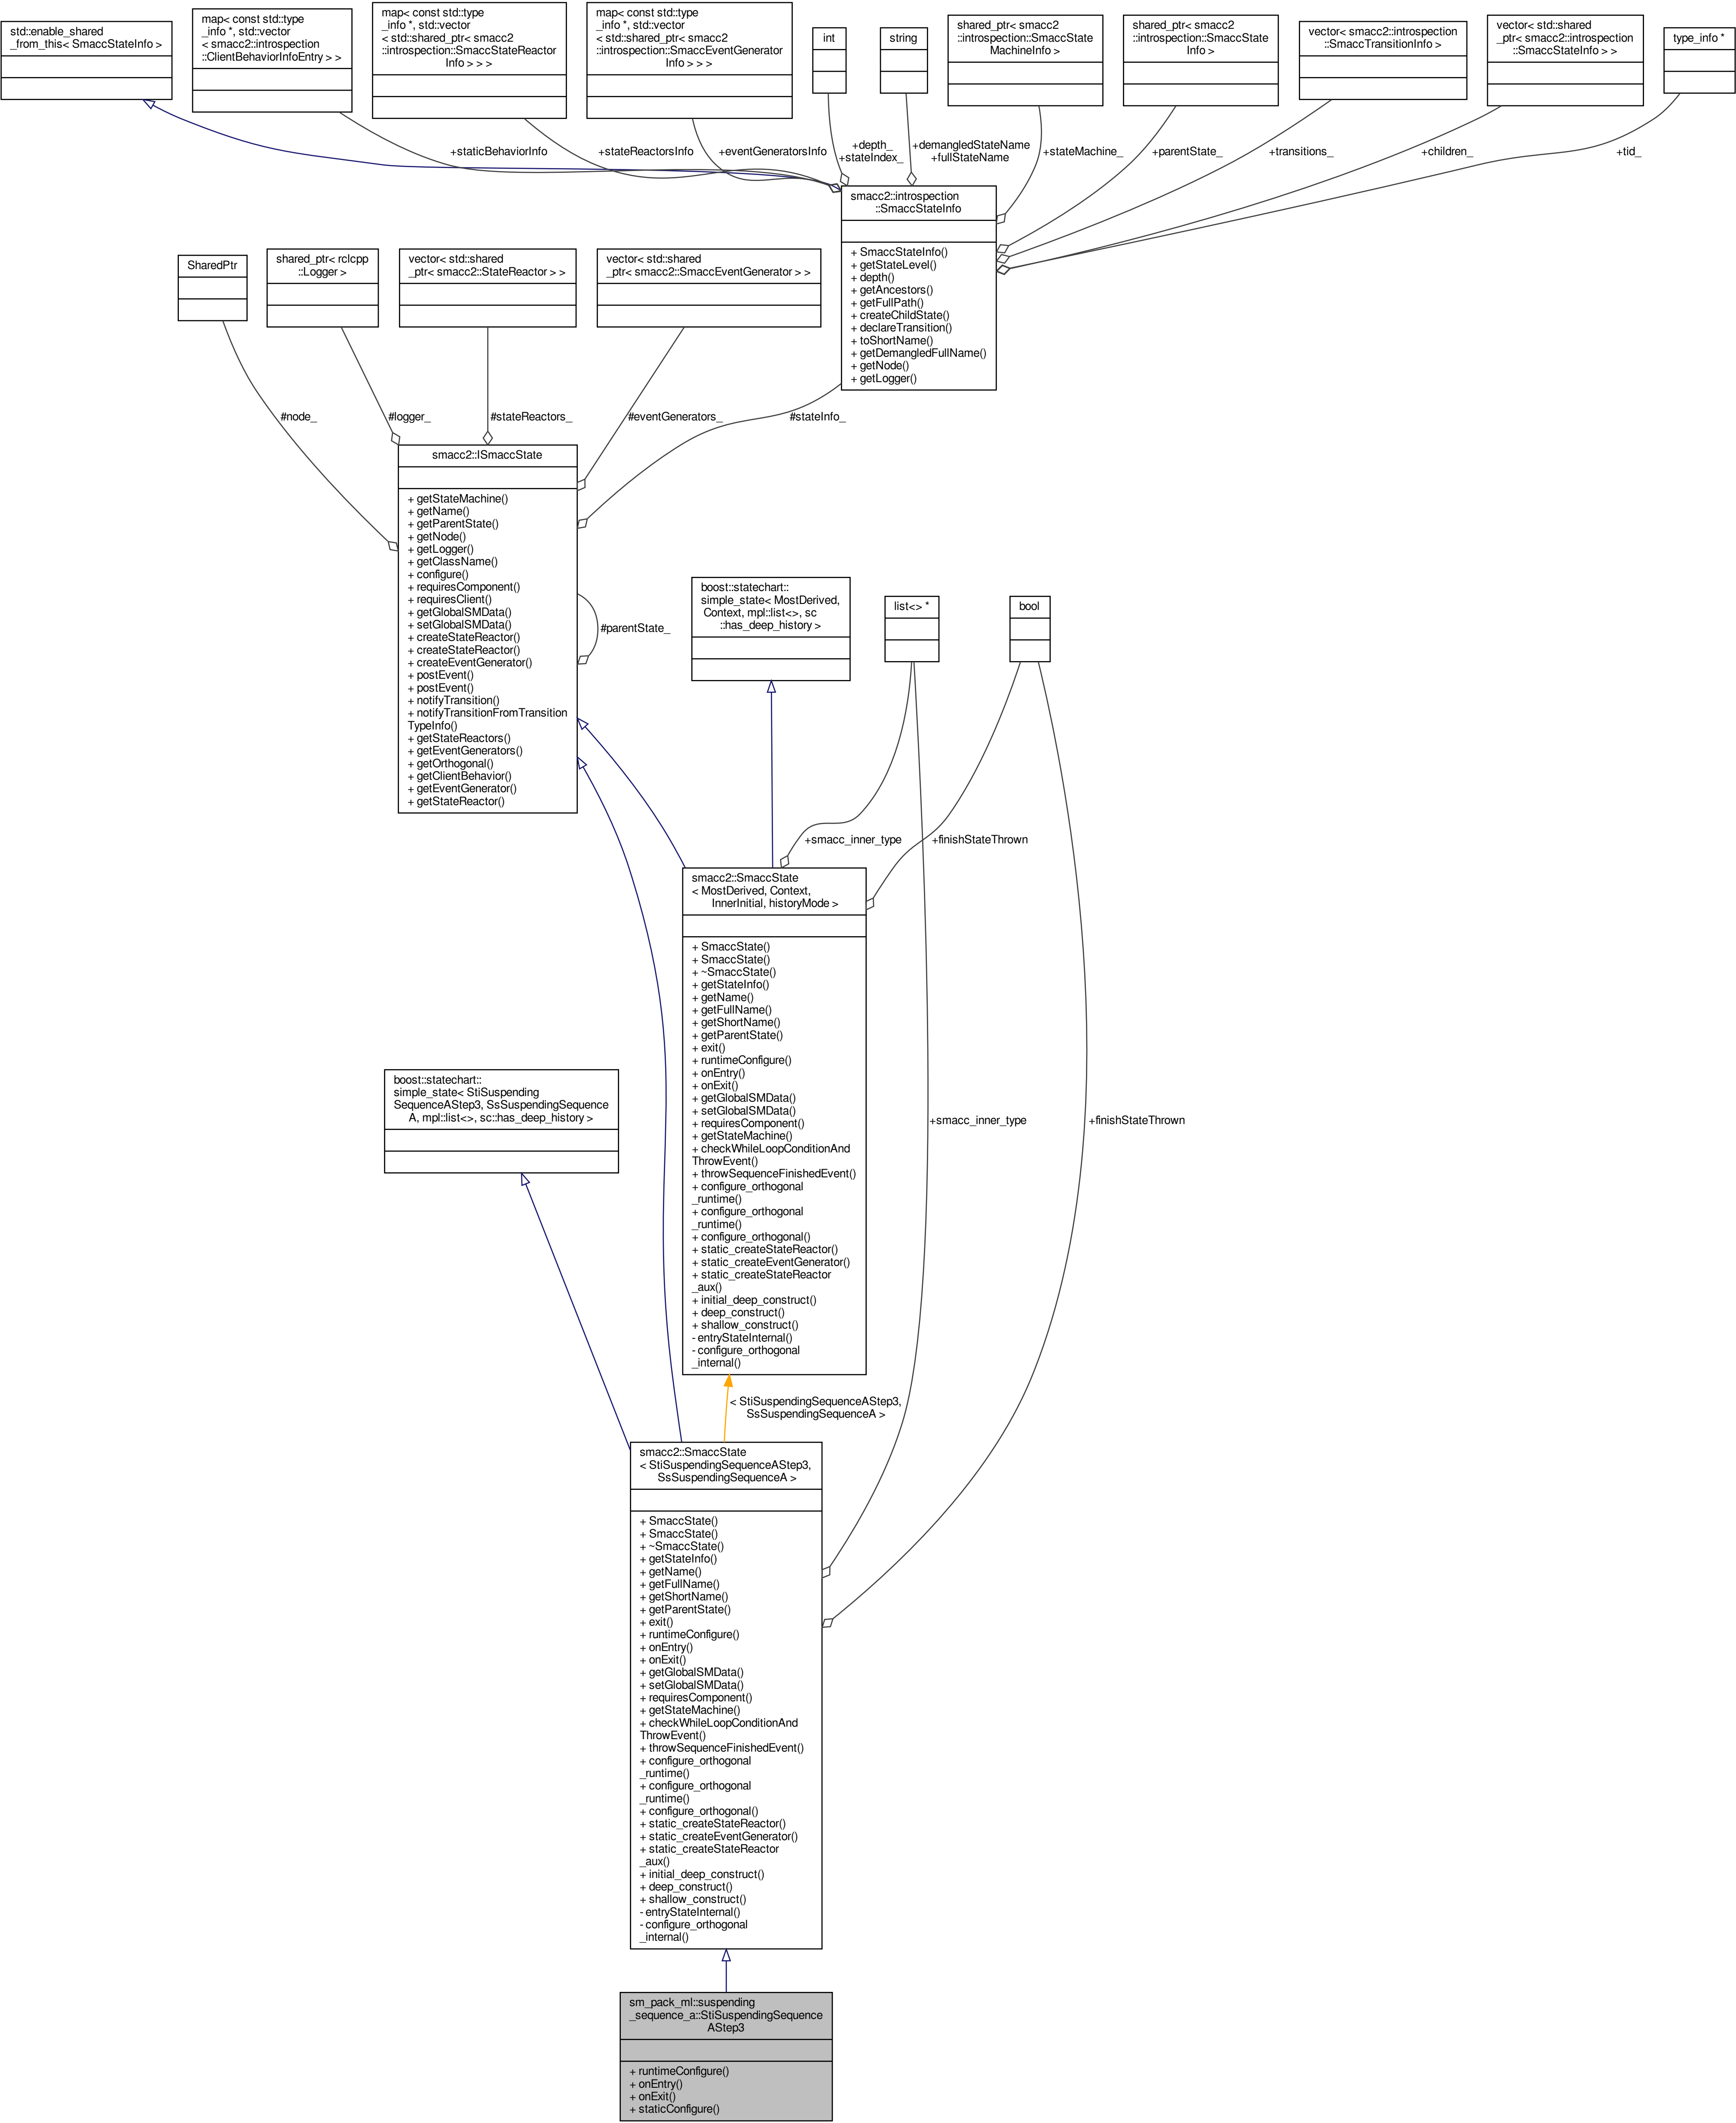 std::enable_shared
_from_this< SmaccStateInfo >
map< const std::type
_info *, std::vector
< smacc2::introspection
::ClientBehaviorInfoEntry > >
map< const std::type
_info *, std::vector
< std::shared_ptr< smacc2
::introspection::SmaccStateReactor
Info > > >
map< const std::type
_info *, std::vector
< std::shared_ptr< smacc2
::introspection::SmaccEventGenerator
Info > > >
int
string
shared_ptr< smacc2
::introspection::SmaccState
MachineInfo >
shared_ptr< smacc2
::introspection::SmaccState
Info >
vector< smacc2::introspection
::SmaccTransitionInfo >
vector< std::shared
_ptr< smacc2::introspection
::SmaccStateInfo > >
type_info *
+staticBehaviorInfo
+stateReactorsInfo
+eventGeneratorsInfo
+depth_
+stateIndex_
+demangledStateName
+fullStateName
+stateMachine_
+parentState_
+transitions_
+children_
+tid_
smacc2::introspection
::SmaccStateInfo
+ SmaccStateInfo()
+ getStateLevel()
+ depth()
+ getAncestors()
+ getFullPath()
+ createChildState()
+ declareTransition()
+ toShortName()
+ getDemangledFullName()
+ getNode()
+ getLogger()
SharedPtr
shared_ptr< rclcpp
::Logger >
vector< std::shared
_ptr< smacc2::StateReactor > >
vector< std::shared
_ptr< smacc2::SmaccEventGenerator > >
#node_
#logger_
#stateReactors_
#eventGenerators_
#stateInfo_
smacc2::ISmaccState
+ getStateMachine()
+ getName()
+ getParentState()
+ getNode()
+ getLogger()
+ getClassName()
+ configure()
+ requiresComponent()
+ requiresClient()
+ getGlobalSMData()
+ setGlobalSMData()
+ createStateReactor()
+ createStateReactor()
+ createEventGenerator()
+ postEvent()
+ postEvent()
+ notifyTransition()
+ notifyTransitionFromTransition
TypeInfo()
+ getStateReactors()
+ getEventGenerators()
+ getOrthogonal()
+ getClientBehavior()
+ getEventGenerator()
+ getStateReactor()
#parentState_
boost::statechart::
simple_state< MostDerived,
Context, mpl::list<>, sc
::has_deep_history >
list<> *
bool
+smacc_inner_type
+finishStateThrown
smacc2::SmaccState
< MostDerived, Context,
InnerInitial, historyMode >
+ SmaccState()
+ SmaccState()
+ ~SmaccState()
+ getStateInfo()
+ getName()
+ getFullName()
+ getShortName()
+ getParentState()
+ exit()
+ runtimeConfigure()
+ onEntry()
+ onExit()
+ getGlobalSMData()
+ setGlobalSMData()
+ requiresComponent()
+ getStateMachine()
+ checkWhileLoopConditionAnd
ThrowEvent()
+ throwSequenceFinishedEvent()
+ configure_orthogonal
_runtime()
+ configure_orthogonal
_runtime()
+ configure_orthogonal()
+ static_createStateReactor()
+ static_createEventGenerator()
+ static_createStateReactor
_aux()
+ initial_deep_construct()
+ deep_construct()
+ shallow_construct()
- entryStateInternal()
- configure_orthogonal
_internal()
boost::statechart::
simple_state< StiSuspending
SequenceAStep3, SsSuspendingSequence
A, mpl::list<>, sc::has_deep_history >
+smacc_inner_type
+finishStateThrown
< StiSuspendingSequenceAStep3,
SsSuspendingSequenceA >
smacc2::SmaccState
< StiSuspendingSequenceAStep3,
SsSuspendingSequenceA >
+ SmaccState()
+ SmaccState()
+ ~SmaccState()
+ getStateInfo()
+ getName()
+ getFullName()
+ getShortName()
+ getParentState()
+ exit()
+ runtimeConfigure()
+ onEntry()
+ onExit()
+ getGlobalSMData()
+ setGlobalSMData()
+ requiresComponent()
+ getStateMachine()
+ checkWhileLoopConditionAnd
ThrowEvent()
+ throwSequenceFinishedEvent()
+ configure_orthogonal
_runtime()
+ configure_orthogonal
_runtime()
+ configure_orthogonal()
+ static_createStateReactor()
+ static_createEventGenerator()
+ static_createStateReactor
_aux()
+ initial_deep_construct()
+ deep_construct()
+ shallow_construct()
- entryStateInternal()
- configure_orthogonal
_internal()
sm_pack_ml::suspending
_sequence_a::StiSuspendingSequence
AStep3
+ runtimeConfigure()
+ onEntry()
+ onExit()
+ staticConfigure()